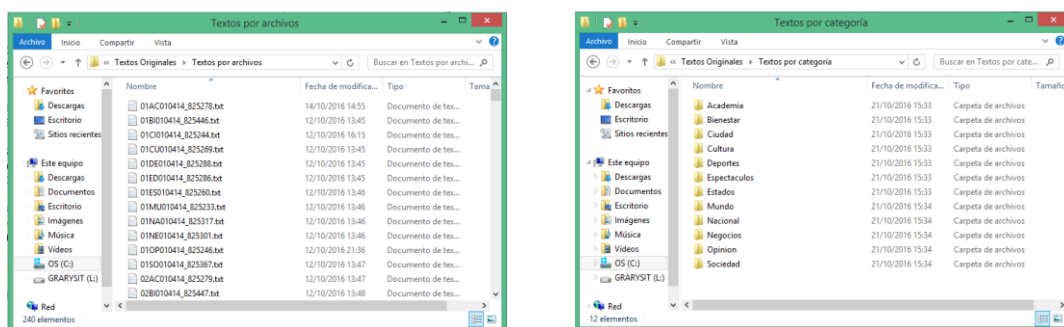 Textos por archivos
Archivo Inicio Compartir Vista
« Textos Originales › Textos por archivos Buscar en Textos por archi...
Nombre Fecha de modifica... Tipo Tama
Favoritos
Descargas
Escritorio
Sitios recientes
Este equipo
Descargas
Documentos
Escritorio
Imágenes
Música
Vídeos
OS (C:)
GRARYSIT (L:)
Red
01AC010414_825278.txt 14/10/2016 14:55 Documento de tex...
01BI010414_825446.txt 12/10/2016 13:45 Documento de tex...
01CI010414_825244.txt 12/10/2016 16:15 Documento de tex...
01CU010414_825269.txt 12/10/2016 13:45 Documento de tex...
01DE010414_825288.txt 12/10/2016 13:45 Documento de tex...
01ED010414_825286.txt 12/10/2016 13:45 Documento de tex...
01ES010414_825260.txt 12/10/2016 13:46 Documento de tex...
01MU010414_825233.txt 12/10/2016 13:46 Documento de tex...
01NA010414_825317.txt 12/10/2016 13:46 Documento de tex...
01NE010414_825301.txt 12/10/2016 13:46 Documento de tex...
01OP010414_825246.txt 12/10/2016 21:36 Documento de tex...
01SO010414_825367.txt 12/10/2016 13:47 Documento de tex...
02AC010414_825279.txt 12/10/2016 13:47 Documento de tex...
02BI010414_825447.txt 12/10/2016 13:48 Documento de tex...
240 elementos
Textos por categoría
Archivo Inicio Compartir Vista
« Textos Originales › Textos por categoría Buscar en Textos por cate...
Nombre Fecha de modifica... Tipo Tamaño
Favoritos
Descargas
Escritorio
Sitios recientes
Este equipo
Descargas
Documentos
Escritorio
Imágenes
Música
Vídeos
OS (C:)
GRARYSIT (L:)
Red
Academia 21/10/2016 15:33 Carpeta de archivos
Bienestar 21/10/2016 15:33 Carpeta de archivos
Ciudad 21/10/2016 15:33 Carpeta de archivos
Cultura 21/10/2016 15:33 Carpeta de archivos
Deportes 21/10/2016 15:33 Carpeta de archivos
Espectaculos 21/10/2016 15:33 Carpeta de archivos
Estados 21/10/2016 15:33 Carpeta de archivos
Mundo 21/10/2016 15:34 Carpeta de archivos
Nacional 21/10/2016 15:34 Carpeta de archivos
Negocios 21/10/2016 15:34 Carpeta de archivos
Opinion 21/10/2016 15:34 Carpeta de archivos
Sociedad 21/10/2016 15:34 Carpeta de archivos
12 elementos